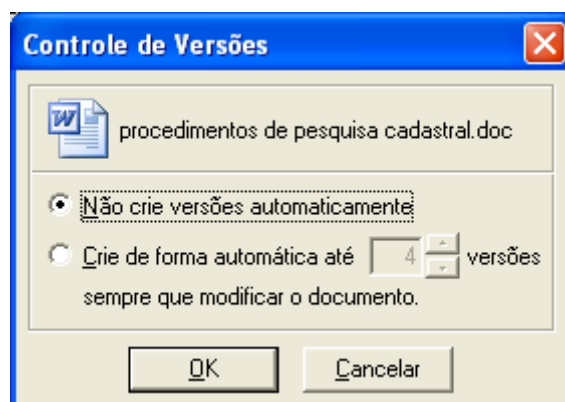 Controle de Versões
procedimentos de pesquisa cadastral.doc
Não crie versões automaticamente
Crie de forma automática até 4 versões
sempre que modificar o documento.
OK Cancelar